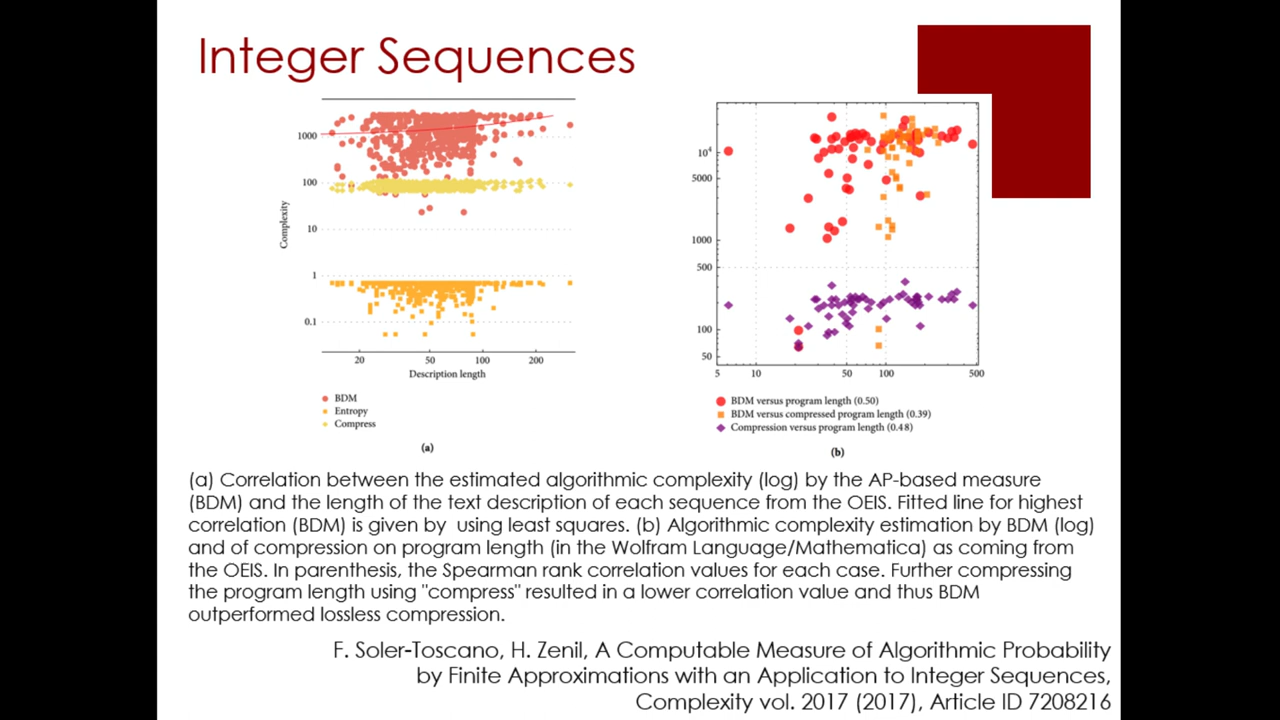 Integer Sequences
1000
100
10
1
0.1
Complexity
20
50
100
200
Description length
BDM
Entropy
Compress
(a)
10⁴
5000
1000
500
100
50
5
10
50
100
500
BDM versus program length (0.50)
BDM versus compressed program length (0.39)
Compression versus program length (0.48)
(b)
(a) Correlation between the estimated algorithmic complexity (log) by the AP-based measure
(BDM) and the length of the text description of each sequence from the OEIS. Fitted line for highest
correlation (BDM) is given by  using least squares. (b) Algorithmic complexity estimation by BDM (log)
and of compression on program length (in the Wolfram Language/Mathematica) as coming from
the OEIS. In parenthesis, the Spearman rank correlation values for each case. Further compressing
the program length using "compress" resulted in a lower correlation value and thus BDM
outperformed lossless compression.
F. Soler-Toscano, H. Zenil, A Computable Measure of Algorithmic Probability
by Finite Approximations with an Application to Integer Sequences,
Complexity vol. 2017 (2017), Article ID 7208216